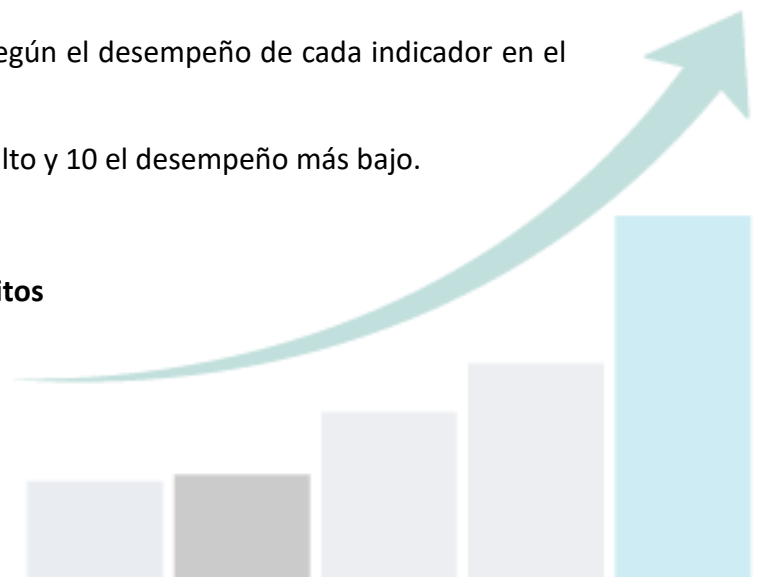 egún el desempeño de cada indicador en el
lto y 10 el desempeño más bajo.
itos